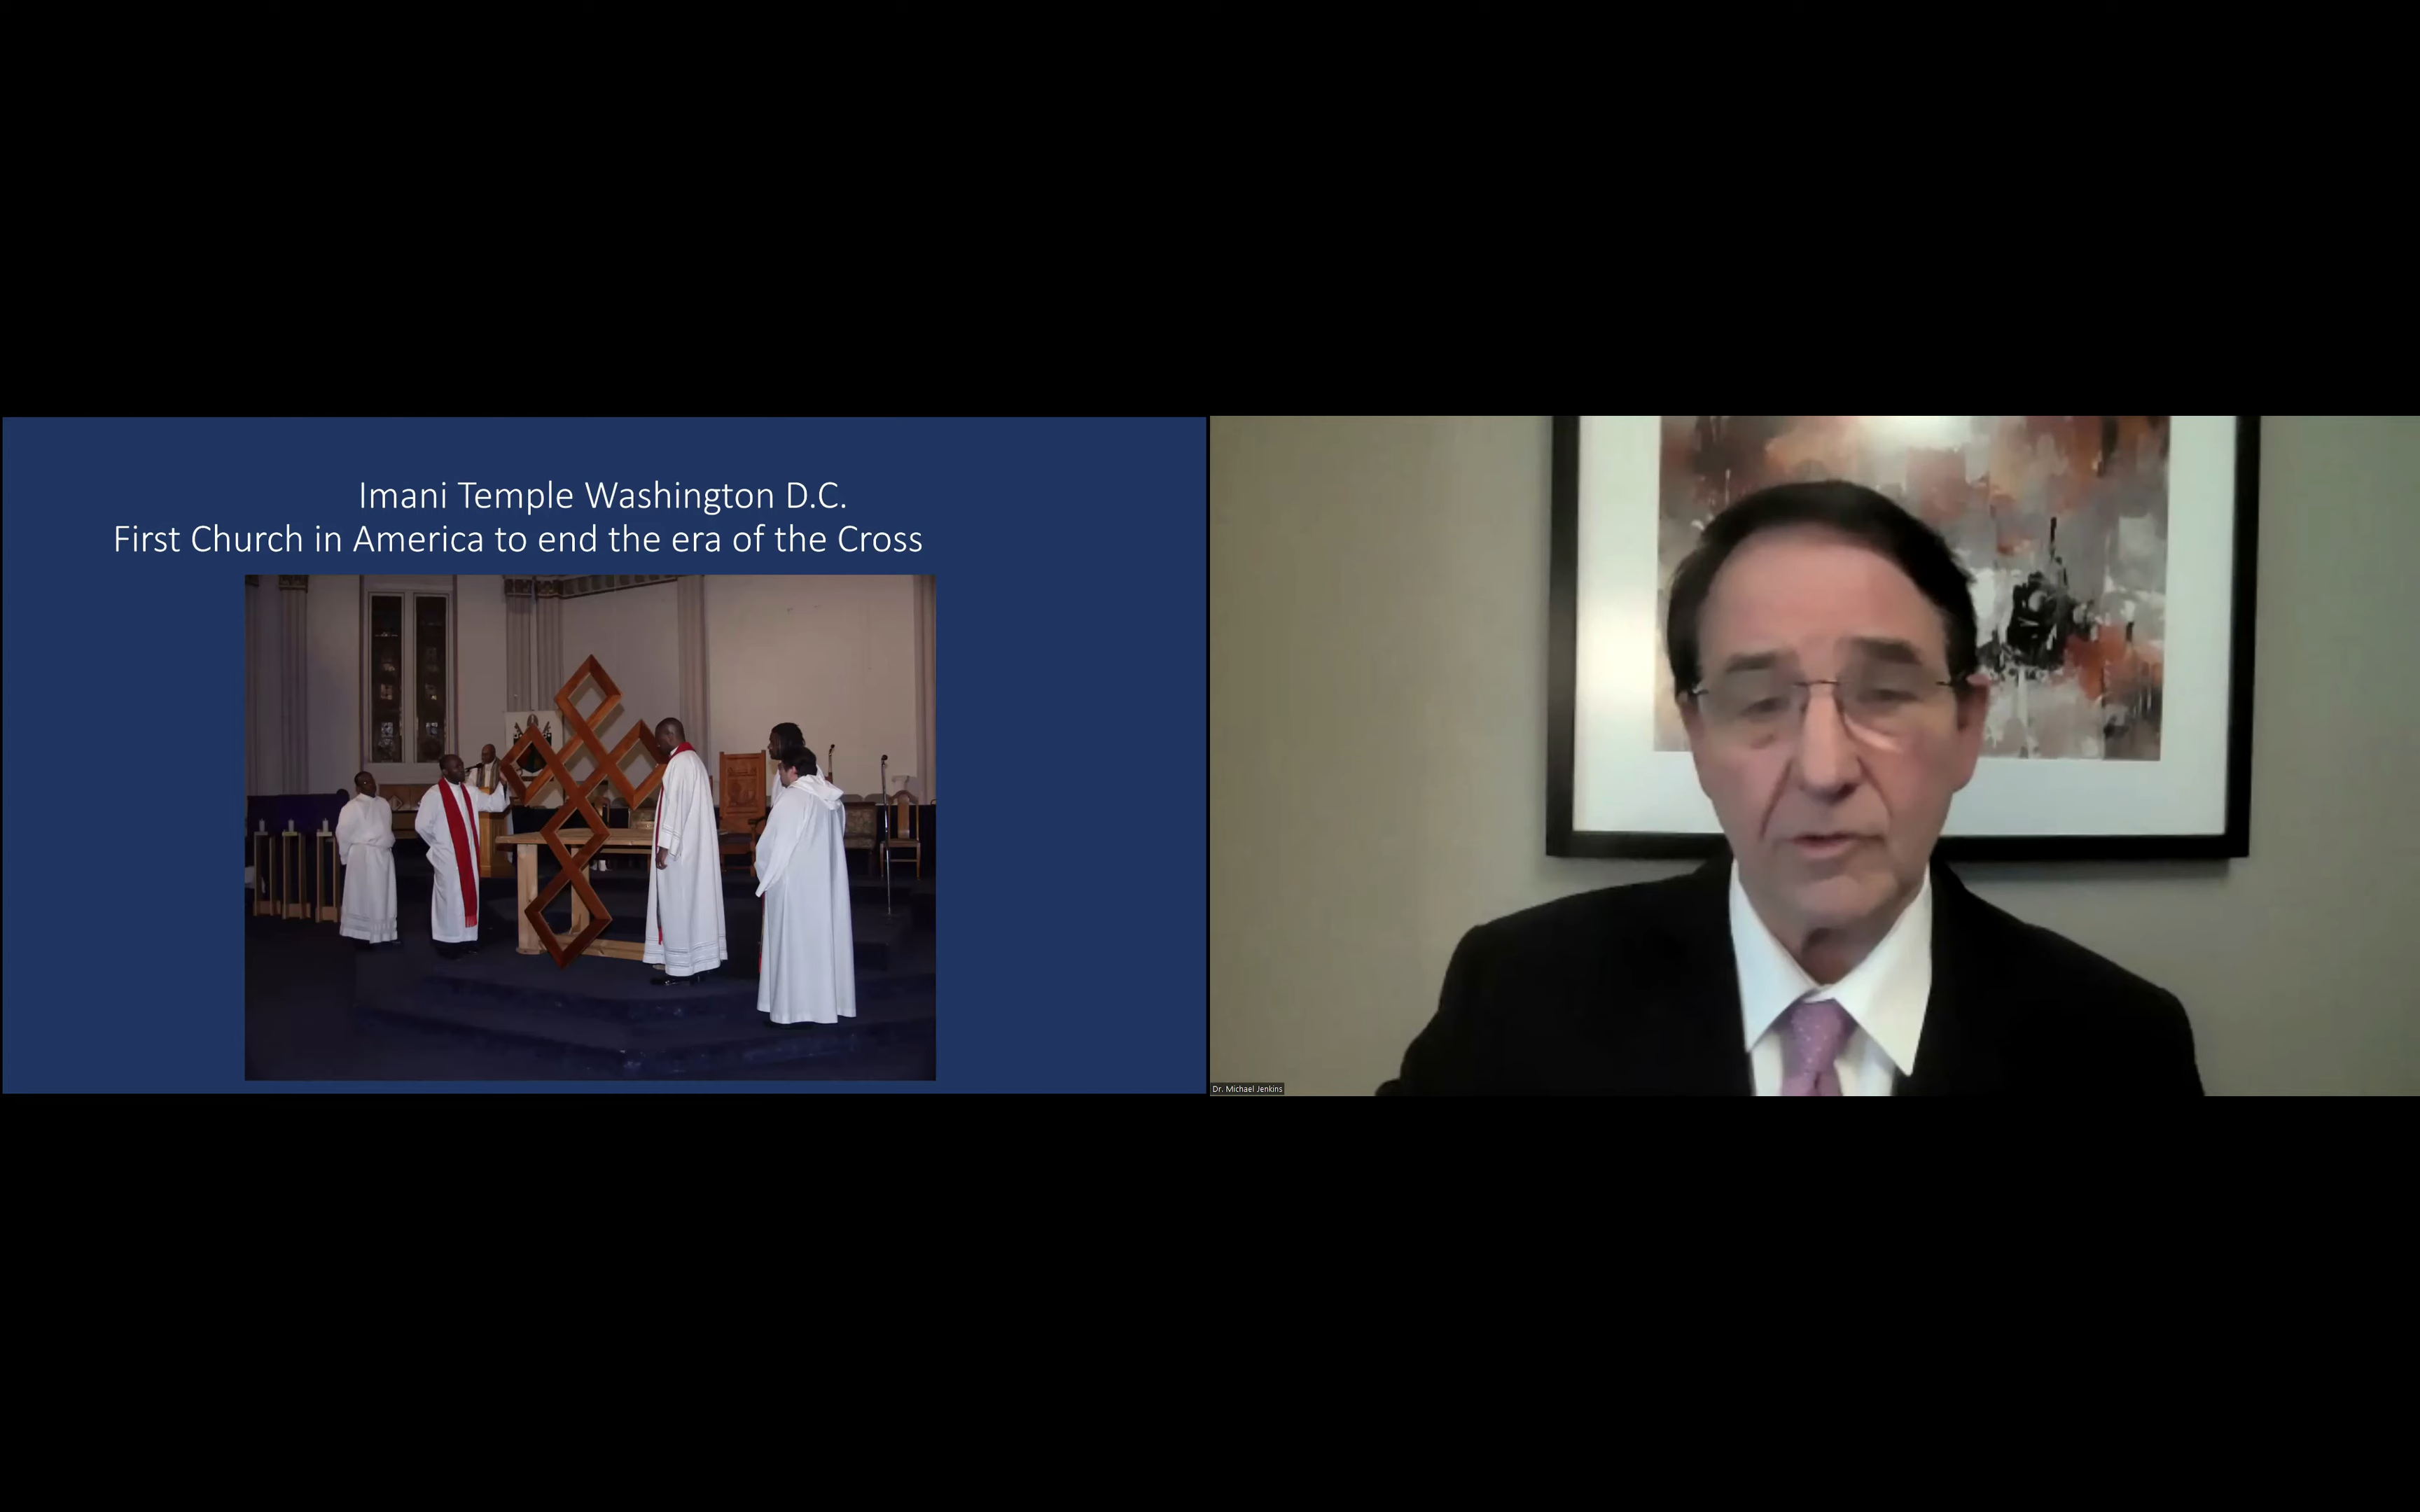 Imani Temple Washington D.C.
First Church in America to end the era of the Cross
Dr. Michael Jenkins